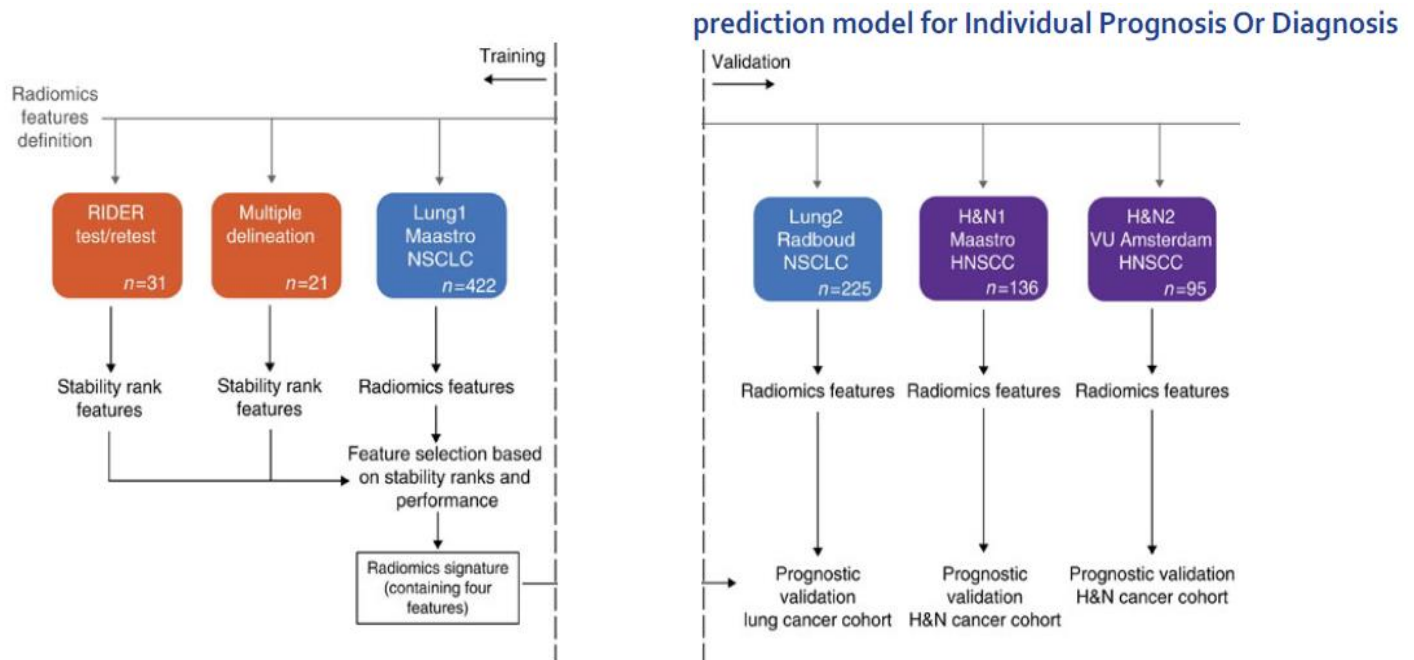 prediction model for Individual Prognosis Or Diagnosis
Training
Validation
Radiomics
features
definition
RIDER
test/retest
n=31
Multiple
delineation
n=21
Lung1
Maastro
NSCLC
n=422
Lung2
Radboud
NSCLC
n=225
H&N1
Maastro
HNSCC
n=136
H&N2
VU Amsterdam
HNSCC
n=95
Stability rank
features
Stability rank
features
Radiomics features
Radiomics features
Radiomics features
Radiomics features
Feature selection based
on stability ranks and
performance
Radiomics signature
(containing four
features)
Prognostic
validation
lung cancer cohort
Prognostic
validation
H&N cancer cohort
Prognostic validation
H&N cancer cohort